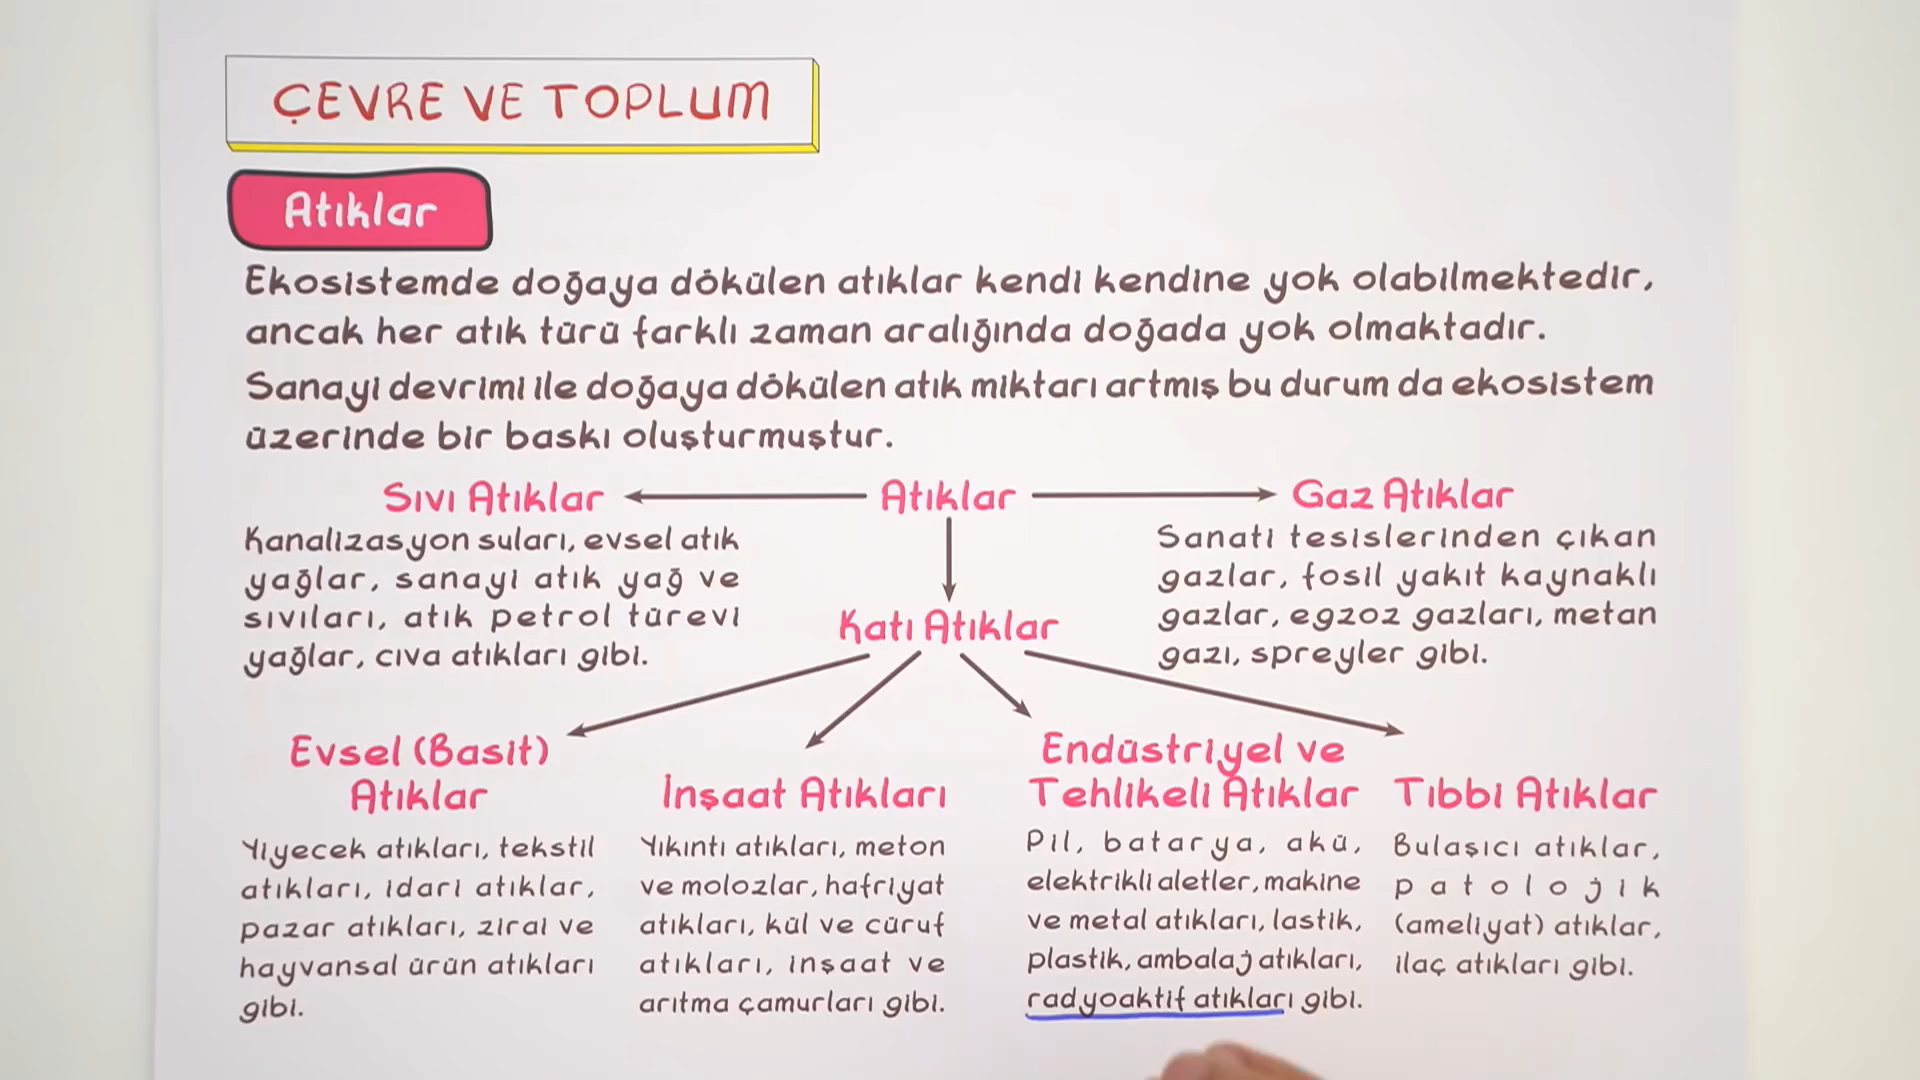 ÇEVRE VE TOPLUM
Atıklar
Ekosistemde doğaya dökülen atıklar kendi kendine yok olabilmektedir,
ancak her atık türü farklı zaman aralığında doğada yok olmaktadır.
Sanayi devrimi ile doğaya dökülen atık miktarı artmış bu durum da ekosistem
üzerinde bir baskı oluşturmuştur.
Sıvı Atıklar
Kanalizasyon suları, evsel atık
yağlar, sanayi atık yağ ve
sıvıları, atık petrol türevi
yağlar, cıva atıkları gibi.
Atıklar
Gaz Atıklar
Sanati tesislerinden çıkan
gazlar, fosil yakıt kaynaklı
gazlar, egzoz gazları, metan
gazı, spreyler gibi.
Katı Atıklar
Evsel (Basit)
Atıklar
Yiyecek atıkları, tekstil
atıkları, idari atıklar,
pazar atıkları, zirai ve
hayvansal ürün atıkları
gibi.
İnşaat Atıkları
Yıkıntı atıkları, meton
ve molozlar, hafriyat
atıkları, kül ve cüruf
atıkları, inşaat ve
arıtma çamurları gibi.
Endüstriyel ve
Tehlikeli Atıklar
Pil, batarya, akü,
elektrikli aletler, makine
ve metal atıkları, lastik,
plastik, ambalaj atıkları,
radyoaktif atıkları gibi.
Tıbbi Atıklar
Bulaşıcı atıklar,
patolojik
(ameliyat) atıklar,
ilaç atıkları gibi.